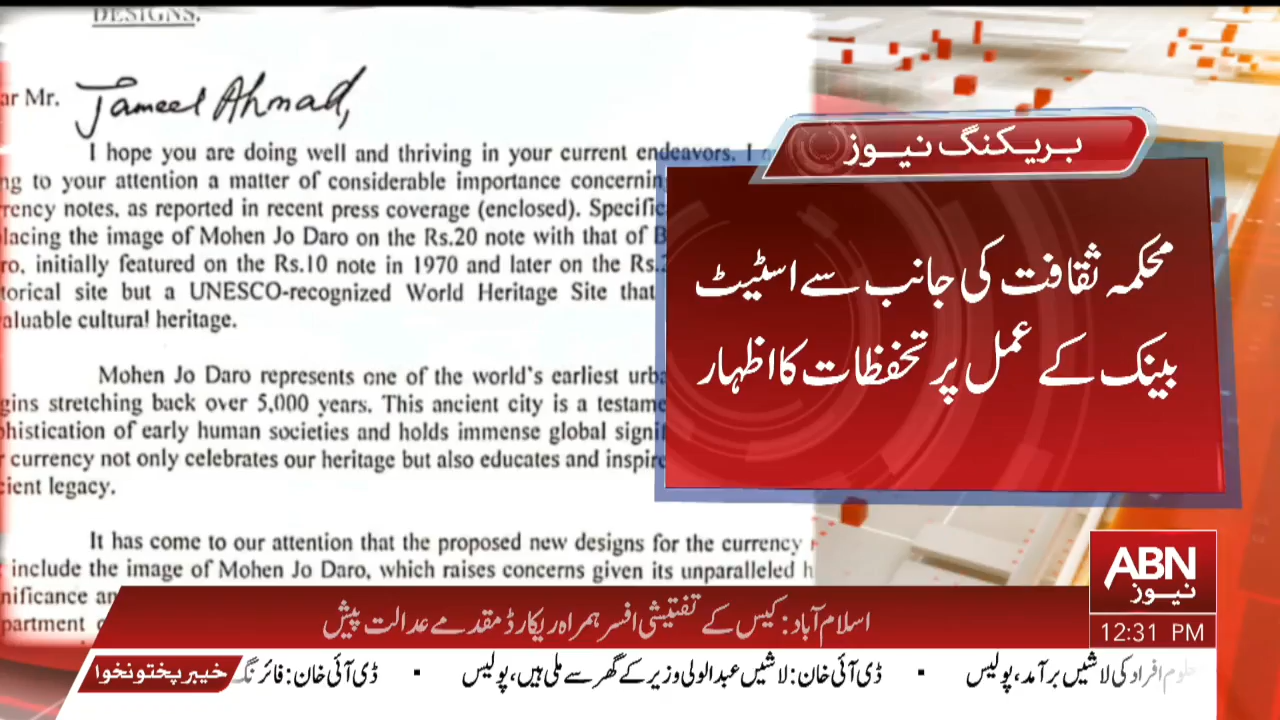 DESIGNS.
ar Mr. Jameel Ahmad,
I hope you are doing well and thriving in your current endeavors. I
ng to your attention a matter of considerable importance concernin
rrency notes, as reported in recent press coverage (enclosed). Specific
lacing the image of Mohen Jo Daro on the Rs.20 note with that of B
ro, initially featured on the Rs.10 note in 1970 and later on the Rs.
torical site but a UNESCO-recognized World Heritage Site that
valuable cultural heritage.
Mohen Jo Daro represents one of the world's earliest urb
gins stretching back over 5,000 years. This ancient city is a testame
phistication of early human societies and holds immense global signif
r currency not only celebrates our heritage but also educates and inspire
cient legacy.
It has come to our attention that the proposed new designs for the currency
include the image of Mohen Jo Daro, which raises concerns given its unparalleled h
nificance an
partment
بریکنگ نیوز
محکمہ ثقافت کی جانب سے اسٹیٹ
بینک کے عمل پر تحفظات کا اظہار
ABN
نیوز
12:31 PM
اسلام آباد: کیس کے تفتیشی افسر ہمراہ ریکارڈ مقدمے عدالت پیش
خیبر پختونخوا
افراد کی لاشیں برآمد، پولیس ▪ ڈی آئی خان: لاشیں عبدالولی وزیر کے گھر سے ملی ہیں، پولیس ▪ ڈی آئی خان: فائرنگ